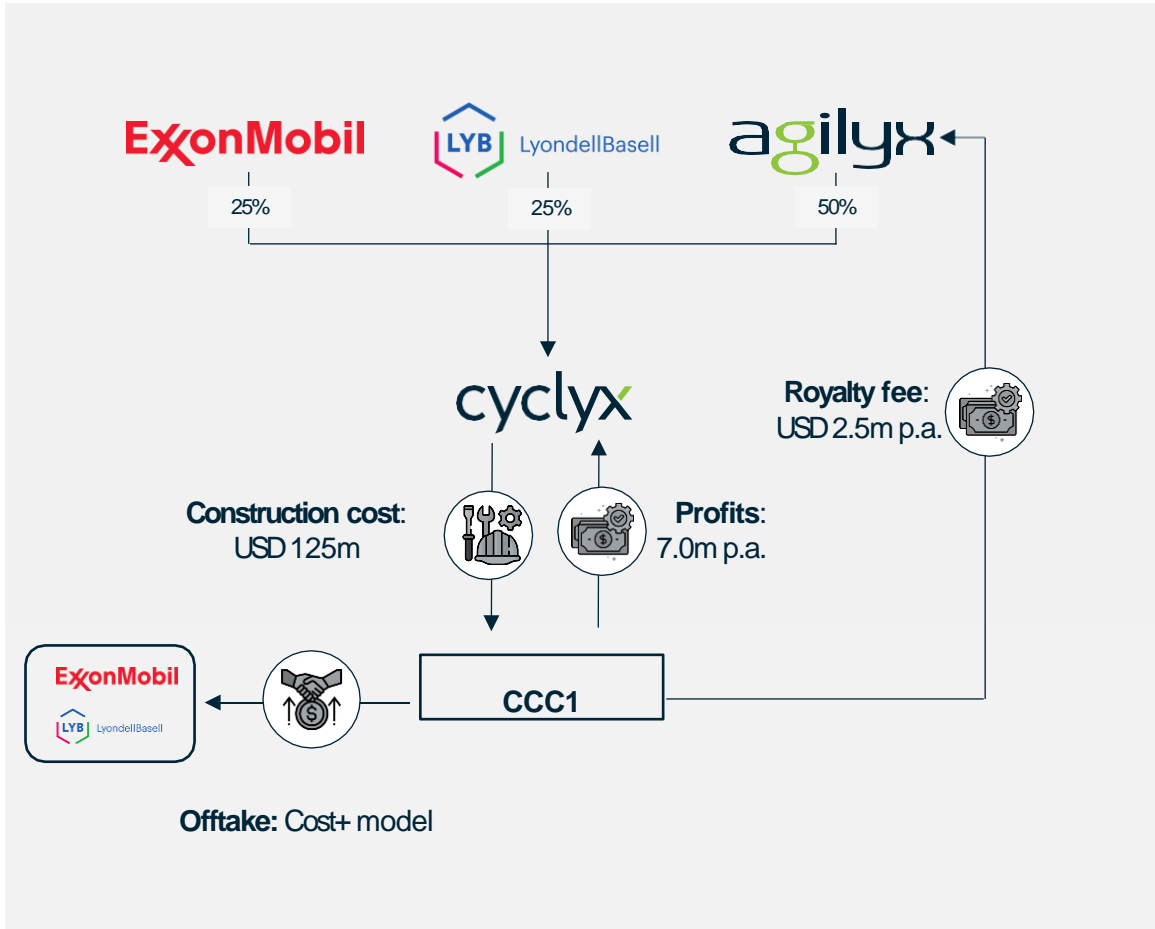 ExxonMobil
LYB LyondellBasell
agilyx
25%
25%
50%
cyclyx
Royalty fee:
USD 2.5m p.a.
Construction cost:
USD 125m
Profits:
7.0m p.a.
ExxonMobil
LYB LyondellBasell
CCC1
Offtake: Cost+ model